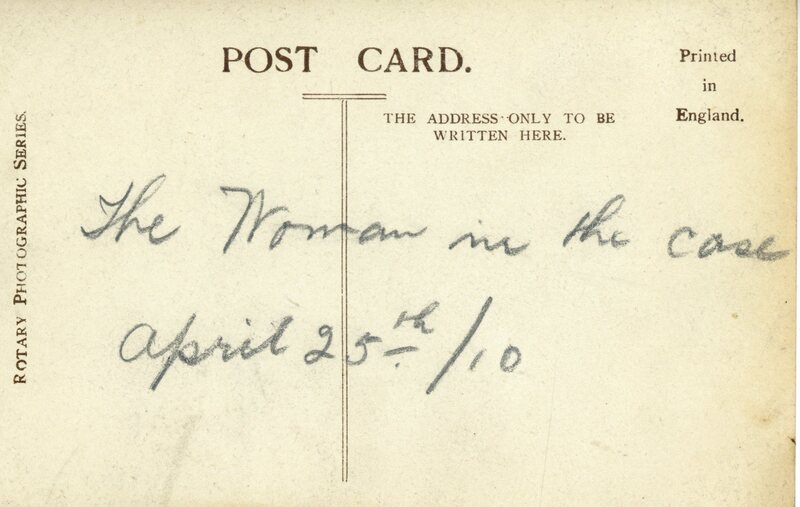 POST CARD.
Printed
in
England.
THE ADDRESS ONLY TO BE
WRITTEN HERE.
ROTARY PHOTOGRAPHIC SERIES.
The Woman in the case
April 25th/10